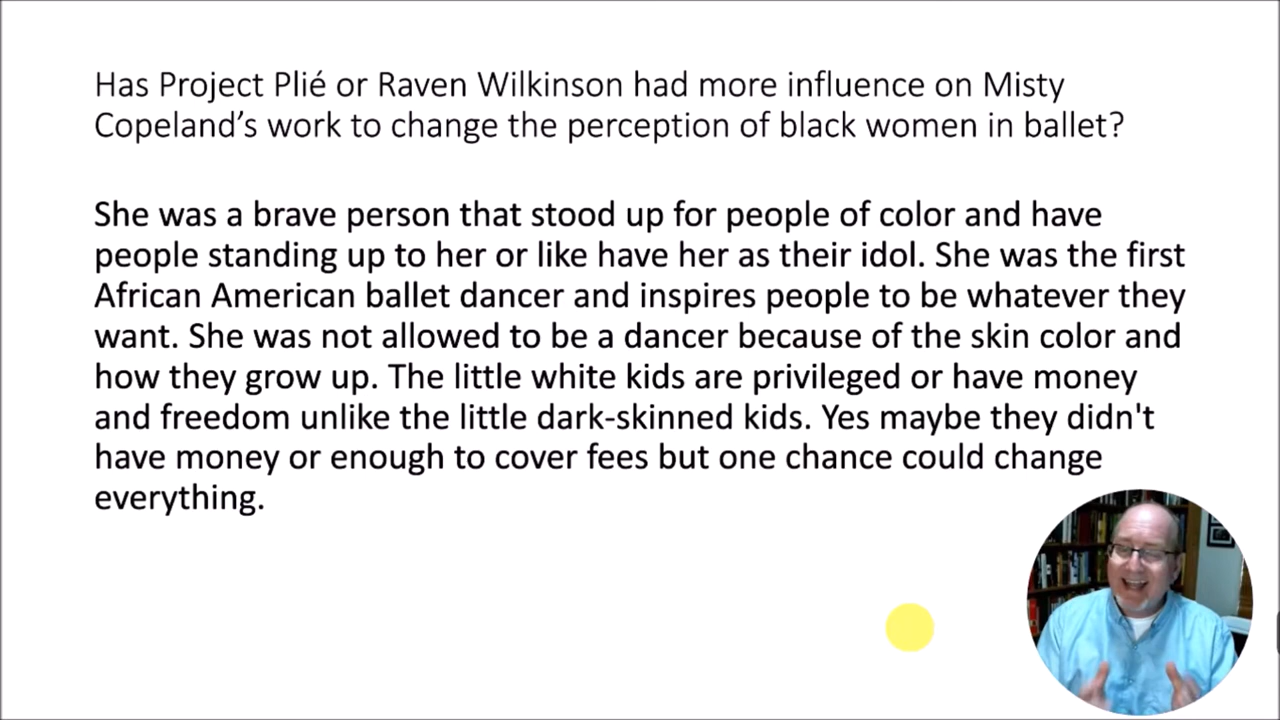 Has Project Plié or Raven Wilkinson had more influence on Misty
Copeland’s work to change the perception of black women in ballet?
She was a brave person that stood up for people of color and have
people standing up to her or like have her as their idol. She was the first
African American ballet dancer and inspires people to be whatever they
want. She was not allowed to be a dancer because of the skin color and
how they grow up. The little white kids are privileged or have money
and freedom unlike the little dark-skinned kids. Yes maybe they didn't
have money or enough to cover fees but one chance could change
everything.